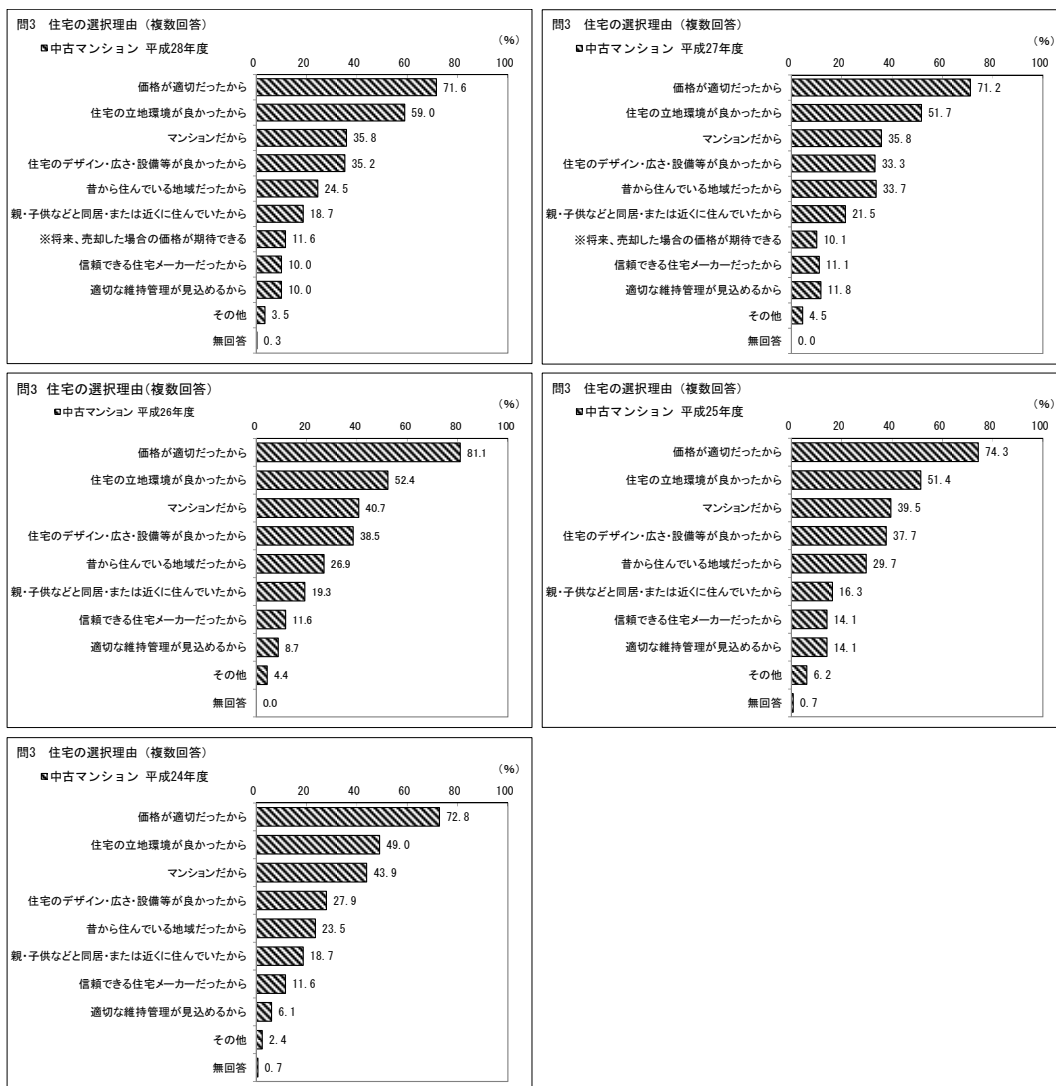 問3　住宅の選択理由（複数回答）
中古マンション 平成28年度
（%）
0 20 40 60 80 100
価格が適切だったから 71.6
住宅の立地環境が良かったから 59.0
マンションだから 35.8
住宅のデザイン・広さ・設備等が良かったから 35.2
昔から住んでいる地域だったから 24.5
親・子供などと同居・または近くに住んでいたから 18.7
※将来、売却した場合の価格が期待できる 11.6
信頼できる住宅メーカーだったから 10.0
適切な維持管理が見込めるから 10.0
その他 3.5
無回答 0.3
問3　住宅の選択理由（複数回答）
中古マンション 平成27年度
（%）
0 20 40 60 80 100
価格が適切だったから 71.2
住宅の立地環境が良かったから 51.7
マンションだから 35.8
住宅のデザイン・広さ・設備等が良かったから 33.3
昔から住んでいる地域だったから 33.7
親・子供などと同居・または近くに住んでいたから 21.5
※将来、売却した場合の価格が期待できる 10.1
信頼できる住宅メーカーだったから 11.1
適切な維持管理が見込めるから 11.8
その他 4.5
無回答 0.0
問3　住宅の選択理由（複数回答）
中古マンション 平成26年度
（%）
0 20 40 60 80 100
価格が適切だったから 81.1
住宅の立地環境が良かったから 52.4
マンションだから 40.7
住宅のデザイン・広さ・設備等が良かったから 38.5
昔から住んでいる地域だったから 26.9
親・子供などと同居・または近くに住んでいたから 19.3
信頼できる住宅メーカーだったから 11.6
適切な維持管理が見込めるから 8.7
その他 4.4
無回答 0.0
問3　住宅の選択理由（複数回答）
中古マンション 平成25年度
（%）
0 20 40 60 80 100
価格が適切だったから 74.3
住宅の立地環境が良かったから 51.4
マンションだから 39.5
住宅のデザイン・広さ・設備等が良かったから 37.7
昔から住んでいる地域だったから 29.7
親・子供などと同居・または近くに住んでいたから 16.3
信頼できる住宅メーカーだったから 14.1
適切な維持管理が見込めるから 14.1
その他 6.2
無回答 0.7
問3　住宅の選択理由（複数回答）
中古マンション 平成24年度
（%）
0 20 40 60 80 100
価格が適切だったから 72.8
住宅の立地環境が良かったから 49.0
マンションだから 43.9
住宅のデザイン・広さ・設備等が良かったから 27.9
昔から住んでいる地域だったから 23.5
親・子供などと同居・または近くに住んでいたから 18.7
信頼できる住宅メーカーだったから 11.6
適切な維持管理が見込めるから 6.1
その他 2.4
無回答 0.7